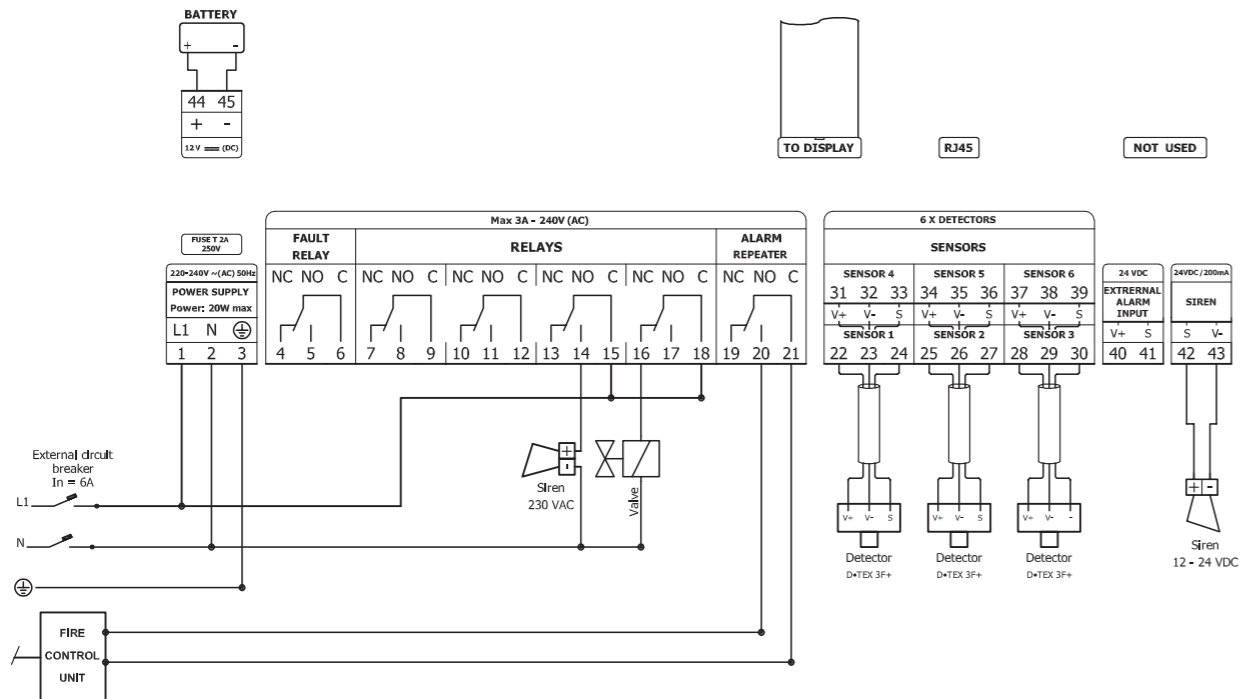 BATTERY
+ -
44 45
+ -
12 V ⎓ (DC)
TO DISPLAY
RJ45
NOT USED
FUSE T 2A
250V
220-240V ~(AC) 50Hz
POWER SUPPLY
Power: 20W max
L1 N
1 2 3
Max 3A - 240V (AC)
FAULT
RELAY
RELAYS
ALARM
REPEATER
NC NO C NC NO C NC NO C NC NO C NC NO C NC NO C
4 5 6 7 8 9 10 11 12 13 14 15 16 17 18 19 20 21
6 X DETECTORS
SENSORS
SENSOR 4 SENSOR 5 SENSOR 6
31 32 33 34 35 36 37 38 39
V+ V- S V+ V- S V+ V- S
SENSOR 1 SENSOR 2 SENSOR 3
22 23 24 25 26 27 28 29 30
24 VDC
EXTRERNAL
ALARM
INPUT
V+ S
40 41
24VDC/200mA
SIREN
S V-
42 43
External circuit
breaker
In = 6A
L1
N
+
-
Siren
230 VAC
Valve
V+ V- S
Detector
D•TEX 3F+
V+ V- S
Detector
D•TEX 3F+
V+ V- -
Detector
D•TEX 3F+
+ -
Siren
12 - 24 VDC
FIRE
CONTROL
UNIT